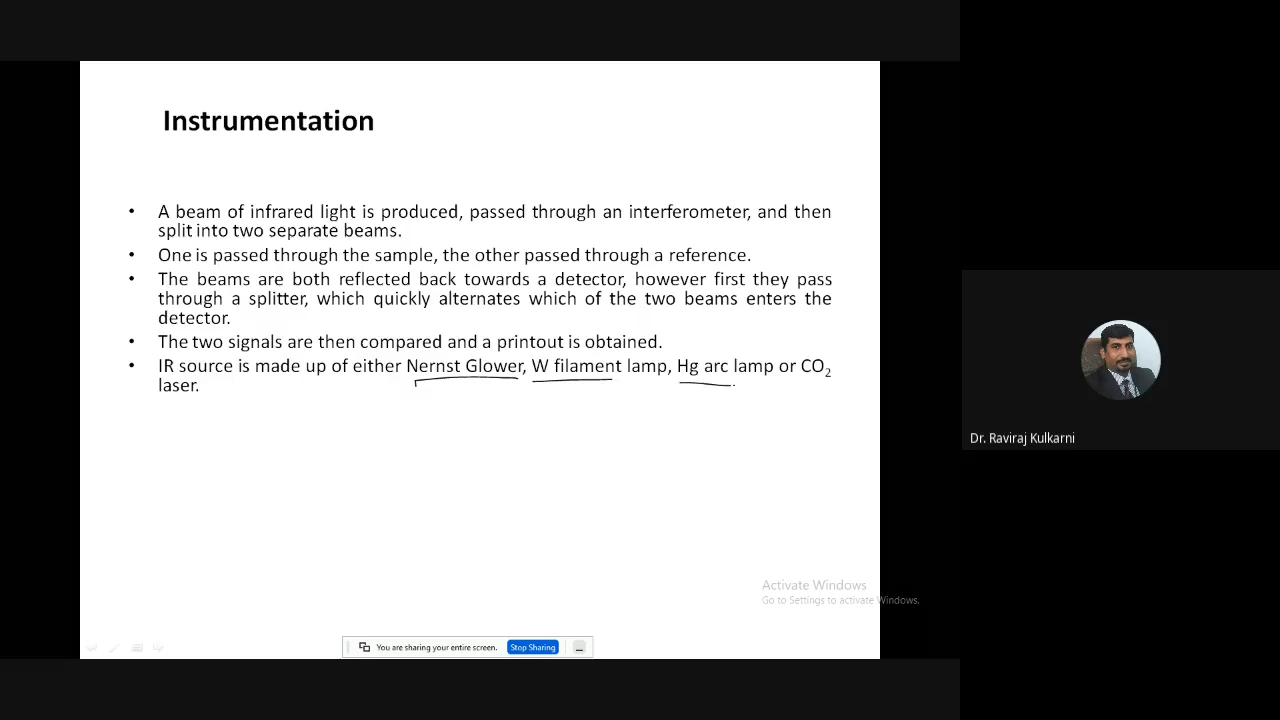 Instrumentation
• A beam of infrared light is produced, passed through an interferometer, and then
split into two separate beams.
• One is passed through the sample, the other passed through a reference.
• The beams are both reflected back towards a detector, however first they pass
through a splitter, which quickly alternates which of the two beams enters the
detector.
• The two signals are then compared and a printout is obtained.
• IR source is made up of either Nernst Glower, W filament lamp, Hg arc lamp or CO₂
laser.
Dr. Raviraj Kulkarni
Activate Windows
Go to Settings to activate Windows.
You are sharing your entire screen. Stop Sharing